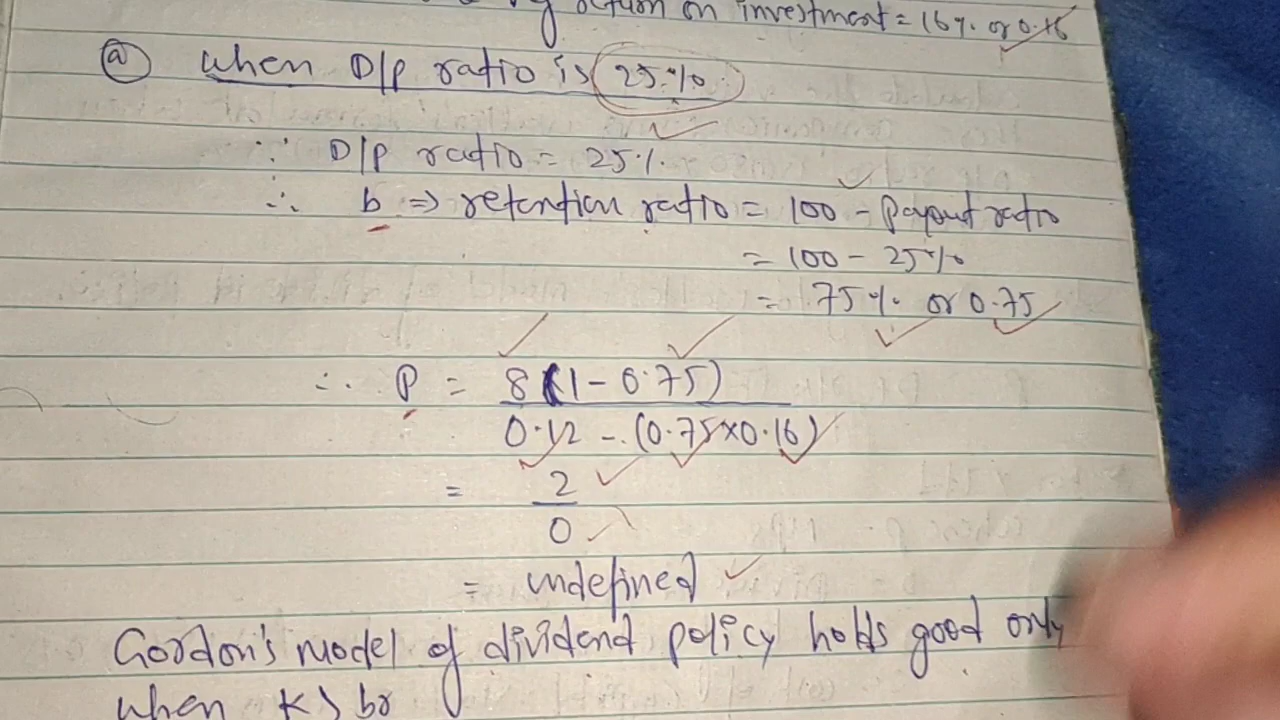 return on investment = 16% or 0.16
(a) when D/P ratio is 25%
∵ D/P ratio = 25%.
∴ b => retention ratio = 100 - Payout ratio
= 100 - 25%
= 75% or 0.75
∴ P = 8(1 - 0.75)
0.12 - (0.75x0.16)
= 2
0
= undefined
Gordon's model of dividend policy holds good only
when K > br